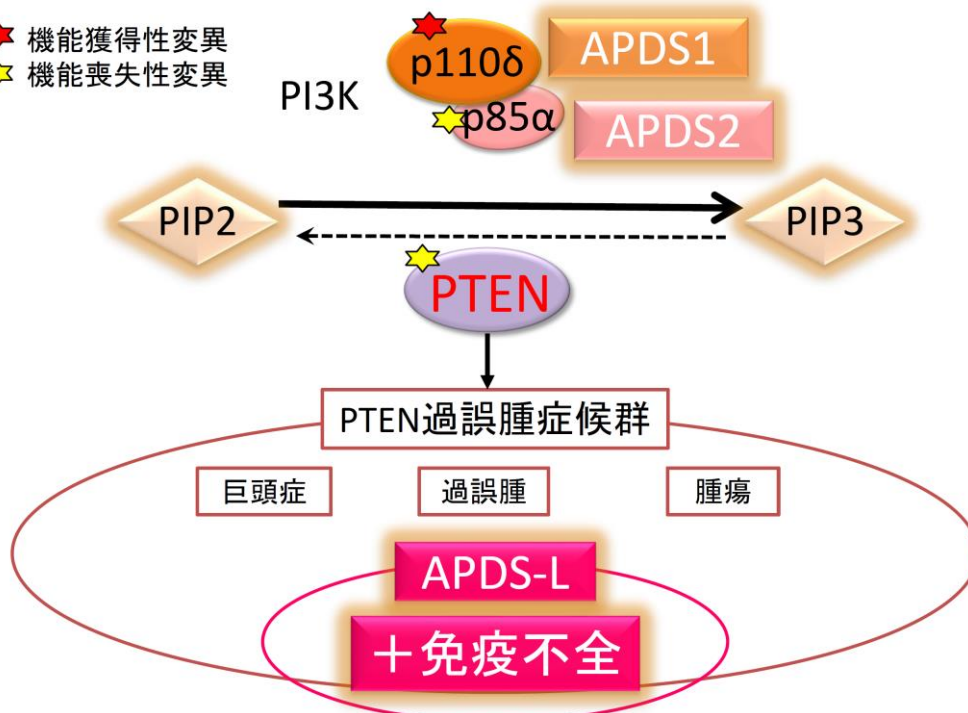 機能獲得性変異
機能喪失性変異
PI3K
p110δ
APDS1
p85α
APDS2
PIP2
PIP3
PTEN
PTEN過誤腫症候群
巨頭症
過誤腫
腫瘍
APDS-L
＋免疫不全